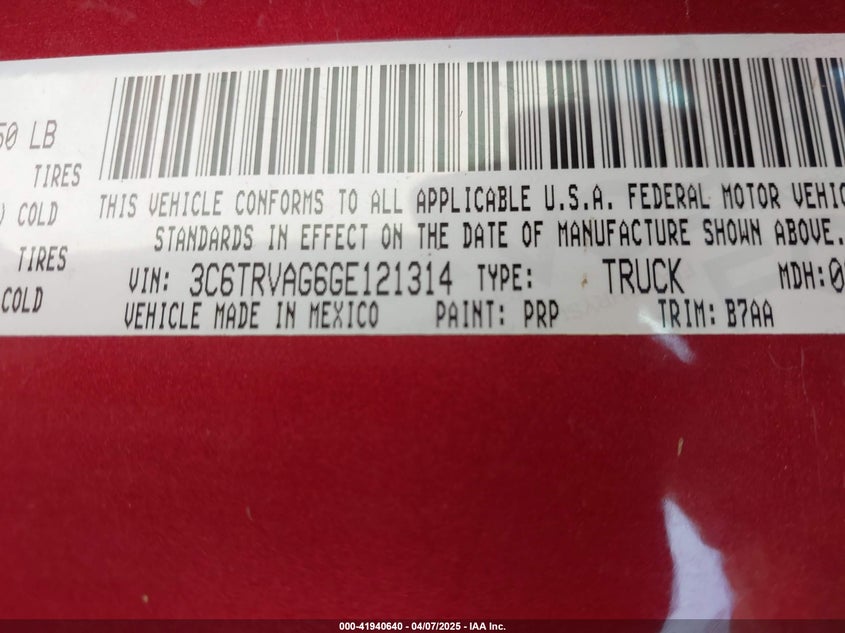 50 LB
TIRES
COLD
THIS VEHICLE CONFORMS TO ALL APPLICABLE U.S.A. FEDERAL MOTOR
STANDARDS IN EFFECT ON THE DATE OF MANUFACTURE SHOWN ABOVE.
TIRES
COLD
VIN: 3C6TRVAG6GE121314 TYPE: TRUCK MDH:0
VEHICLE MADE IN MEXICO PAINT: PRP TRIM: B7AA
000-41940640 - 04/07/2025 - IAA Inc.